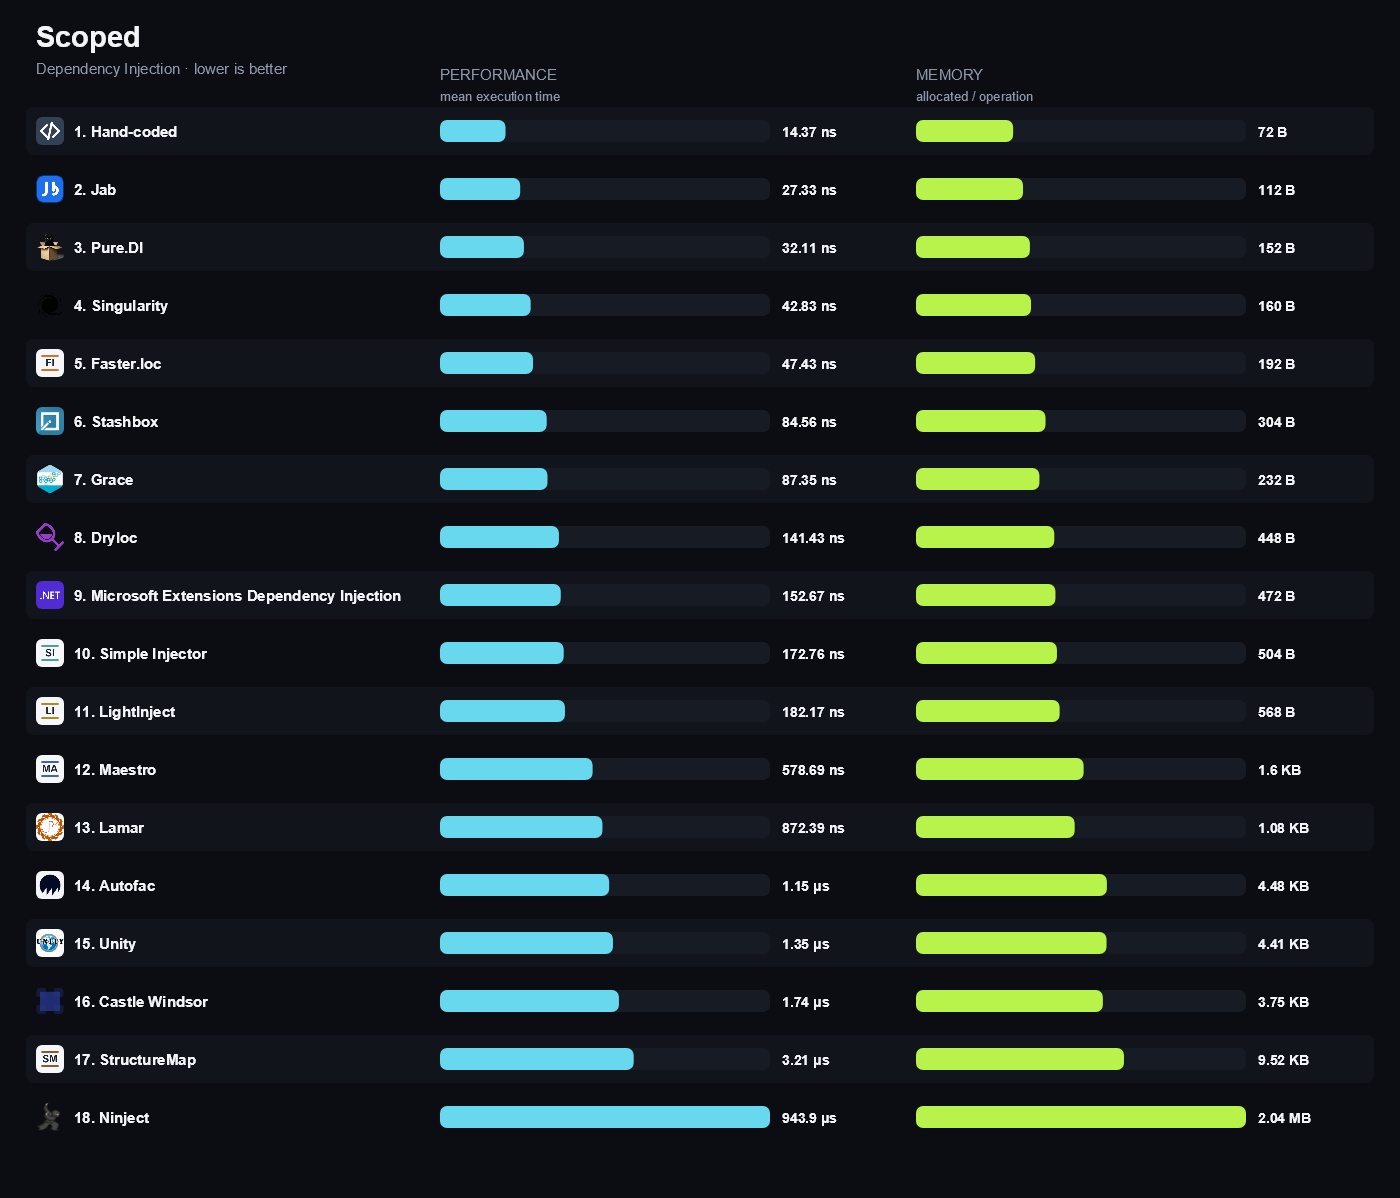 Scoped
Dependency Injection · lower is better
PERFORMANCE
mean execution time
MEMORY
allocated / operation
1. Hand-coded 14.37 ns 72 B
2. Jab 27.33 ns 112 B
3. Pure.DI 32.11 ns 152 B
4. Singularity 42.83 ns 160 B
FI 5. Faster.Ioc 47.43 ns 192 B
6. Stashbox 84.56 ns 304 B
7. Grace 87.35 ns 232 B
8. DryIoc 141.43 ns 448 B
.NET 9. Microsoft Extensions Dependency Injection 152.67 ns 472 B
SI 10. Simple Injector 172.76 ns 504 B
LI 11. LightInject 182.17 ns 568 B
MA 12. Maestro 578.69 ns 1.6 KB
13. Lamar 872.39 ns 1.08 KB
14. Autofac 1.15 μs 4.48 KB
UNITY 15. Unity 1.35 μs 4.41 KB
16. Castle Windsor 1.74 μs 3.75 KB
SM 17. StructureMap 3.21 μs 9.52 KB
18. Ninject 943.9 μs 2.04 MB